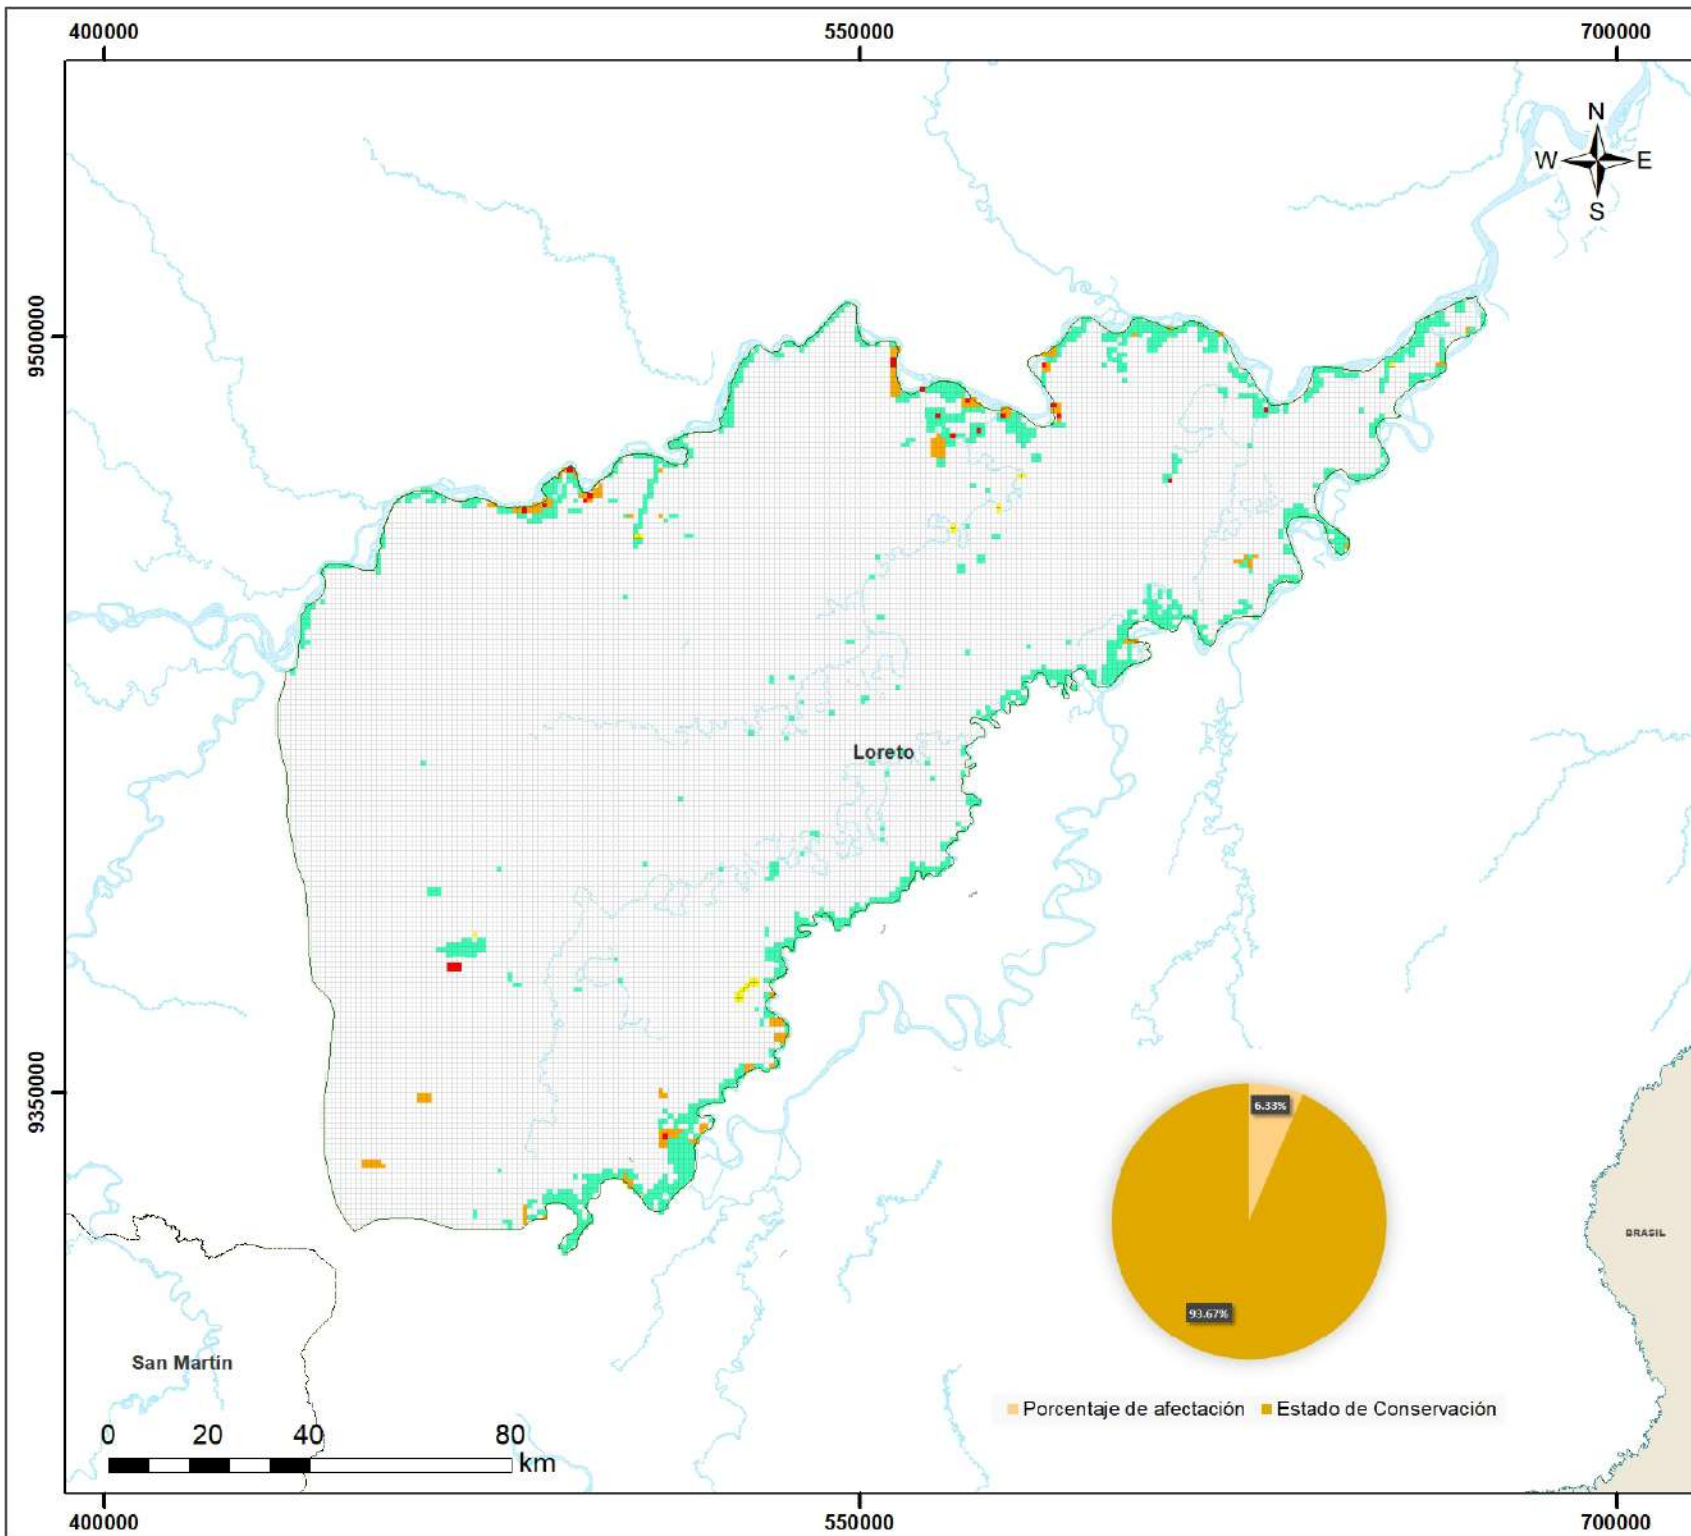 400000 550000 700000
N
W E
S
9500000
Loreto
9350000
6.33%
BRASIL
93.67%
San Martín
Porcentaje de afectación Estado de Conservación
0 20 40 80
km
400000 550000 700000